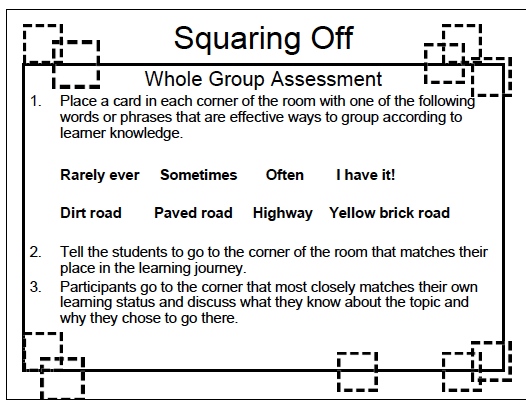 Squaring Off
Whole Group Assessment
1. Place a card in each corner of the room with one of the following
words or phrases that are effective ways to group according to
learner knowledge.
Rarely ever Sometimes Often I have it!
Dirt road Paved road Highway Yellow brick road
2. Tell the students to go to the corner of the room that matches their
place in the learning journey.
3. Participants go to the corner that most closely matches their own
learning status and discuss what they know about the topic and
why they chose to go there.